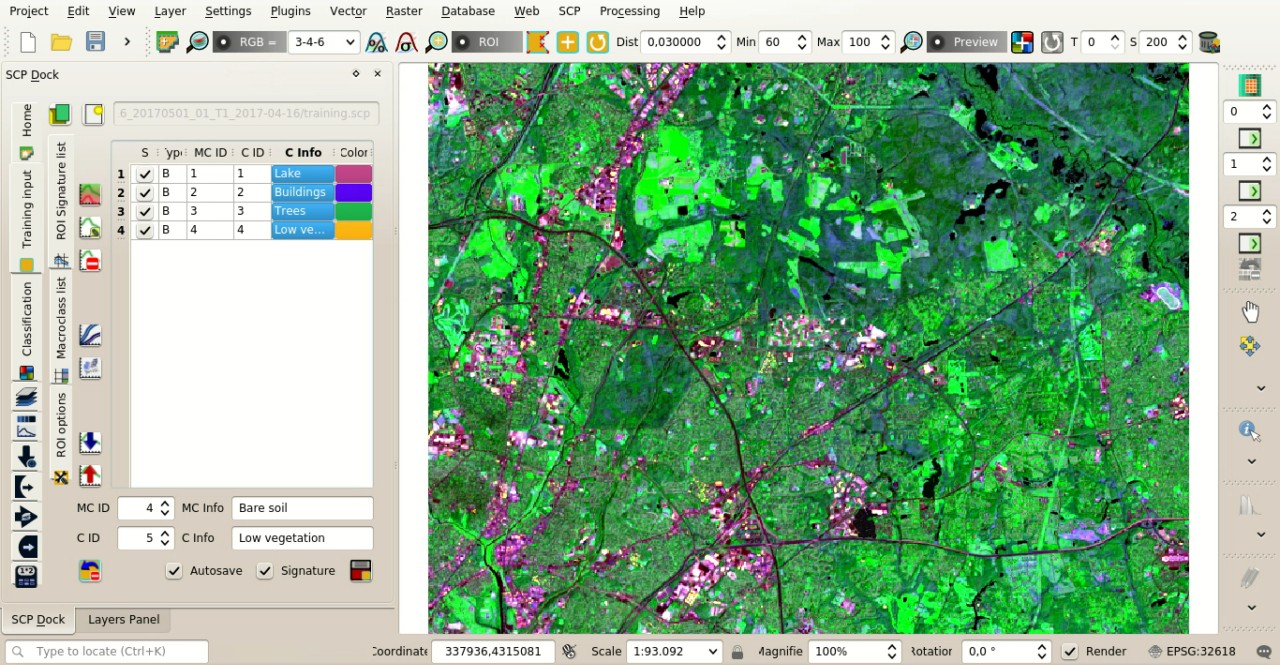 Project Edit View Layer Settings Plugins Vector Raster Database Web SCP Processing Help
RGB = 3-4-6 ROI Dist 0,030000 Min 60 Max 100 Preview T 0 S 200
SCP Dock
Home
Training input
Classification
ROI Signature list
Macroclass list
ROI options
6_20170501_01_T1_2017-04-16/training.scp
S Typ MC ID C ID C Info Color
1 B 1 1 Lake
2 B 2 2 Buildings
3 B 3 3 Trees
4 B 4 4 Low ve...
MC ID 4 MC Info Bare soil
C ID 5 C Info Low vegetation
Autosave Signature
SCP Dock Layers Panel
0
1
2
Type to locate (Ctrl+K) Coordinate 337936,4315081 Scale 1:93.092 Magnifie 100% Rotation 0,0 ° Render EPSG:32618